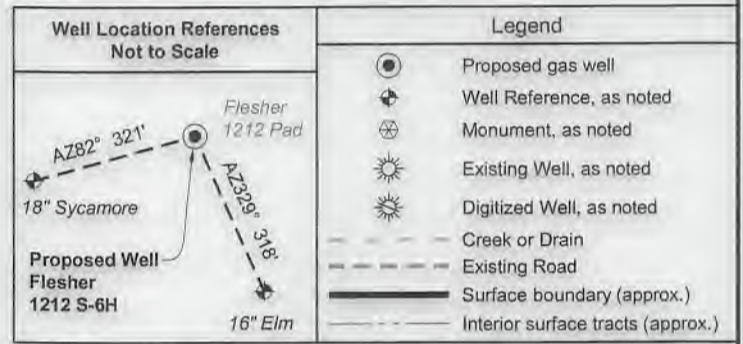 Well Location References
Not to Scale
Flesher
1212 Pad
AZ82° 321'
AZ329° 318'
18" Sycamore
Proposed Well
Flesher
1212 S-6H
16" Elm
Legend
Proposed gas well
Well Reference, as noted
Monument, as noted
Existing Well, as noted
Digitized Well, as noted
Creek or Drain
Existing Road
Surface boundary (approx.)
Interior surface tracts (approx.)